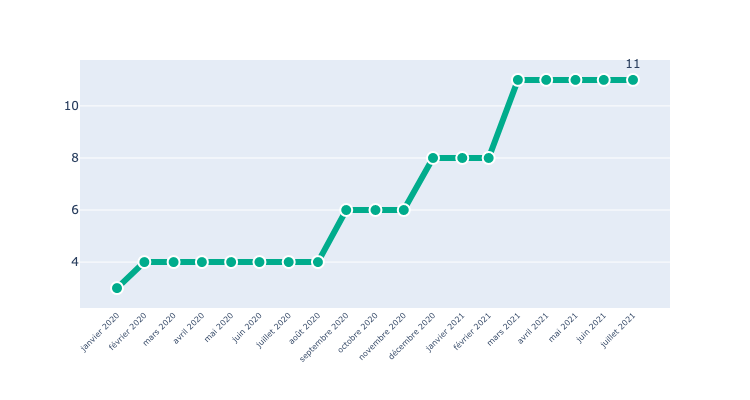 11
10
8
6
4
janvier 2020
février 2020
mars 2020
avril 2020
mai 2020
juin 2020
juillet 2020
août 2020
septembre 2020
octobre 2020
novembre 2020
décembre 2020
janvier 2021
février 2021
mars 2021
avril 2021
mai 2021
juin 2021
juillet 2021